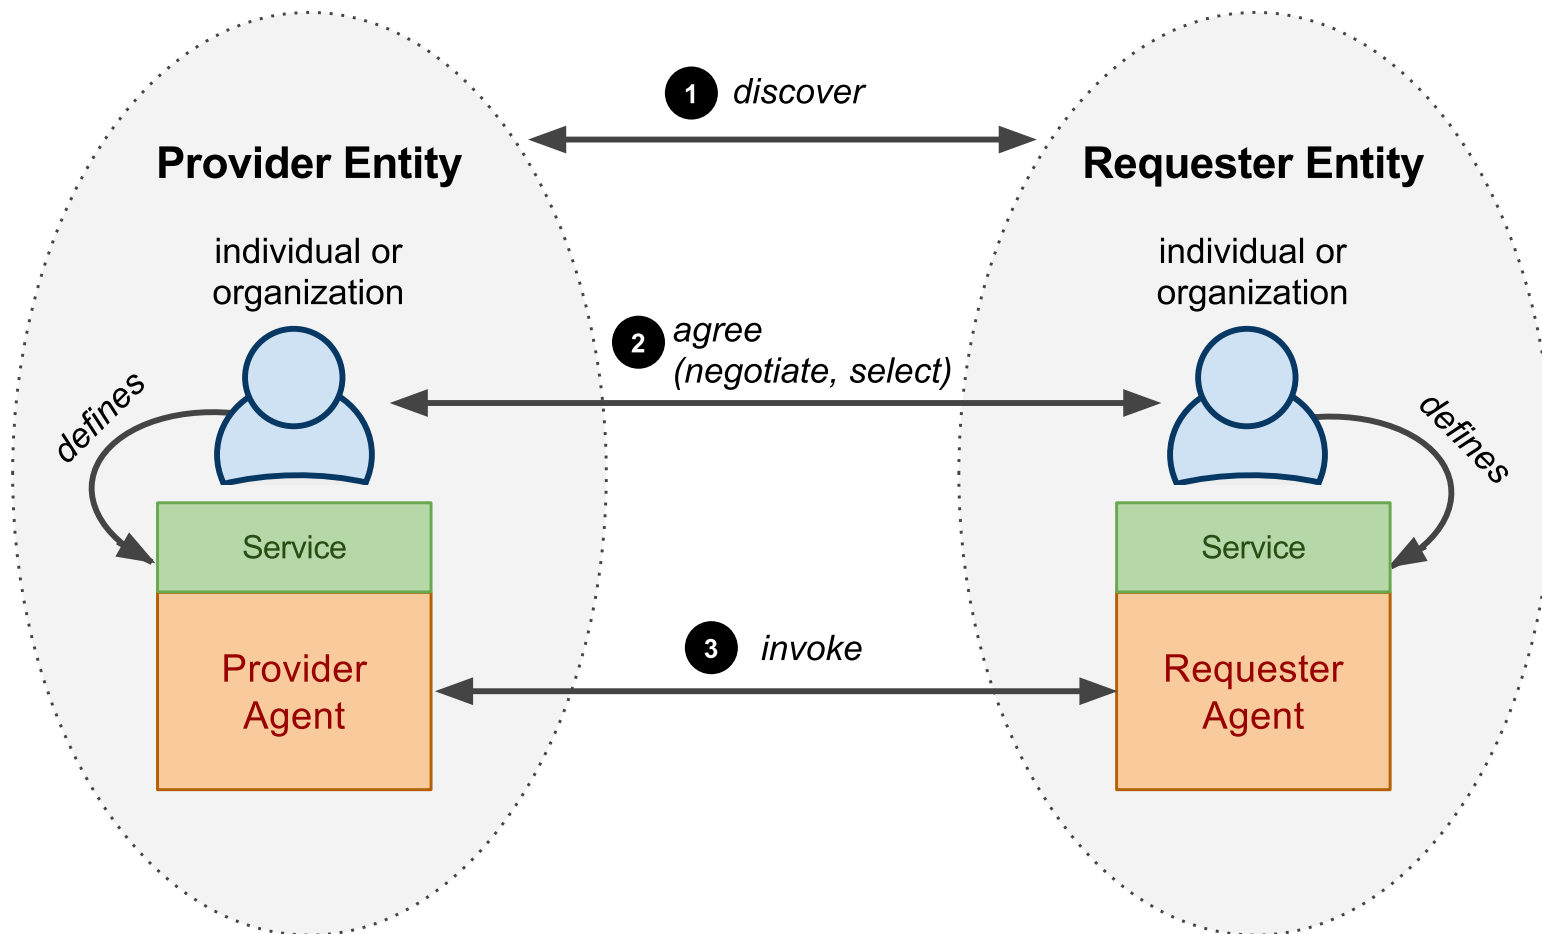 1 discover
Provider Entity
Requester Entity
individual or
organization
individual or
organization
2 agree
(negotiate, select)
defines
defines
Service
Service
3 invoke
Provider
Agent
Requester
Agent